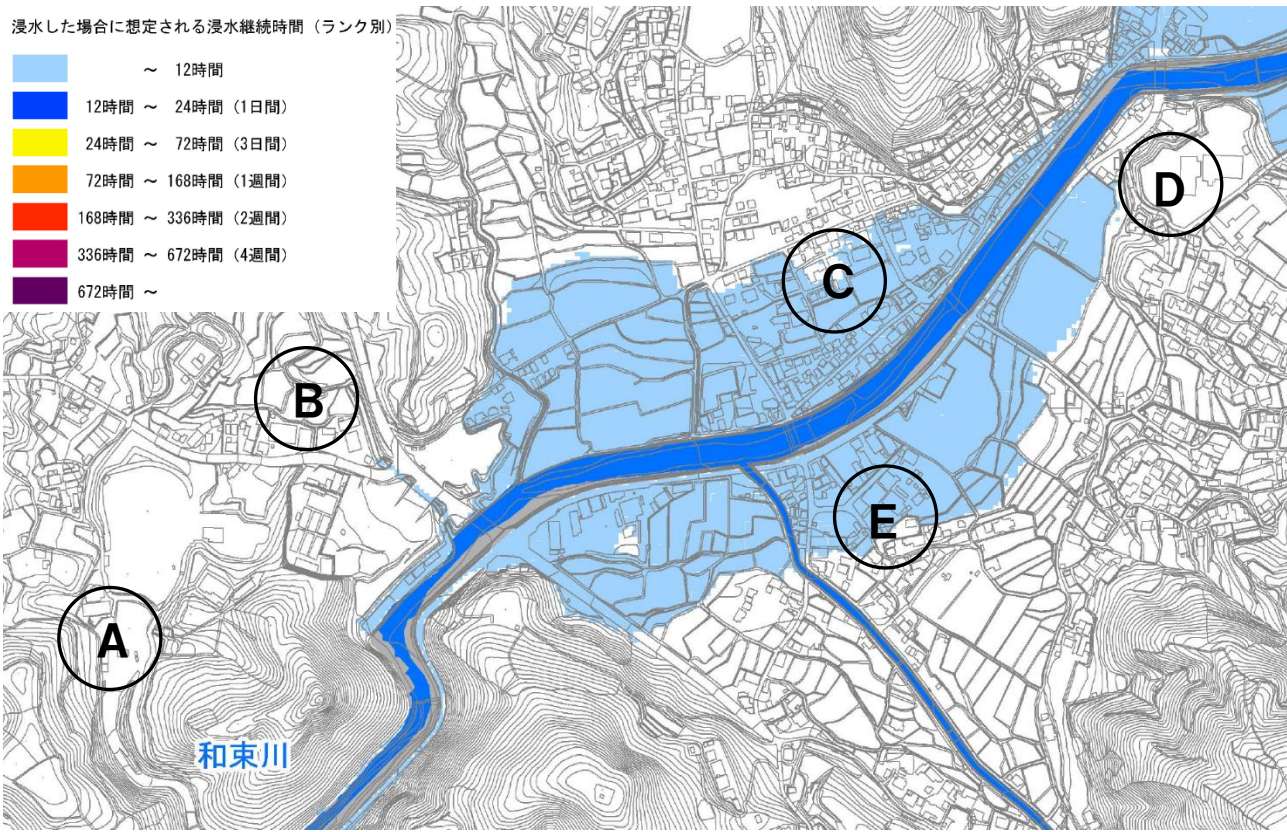 浸水した場合に想定される浸水継続時間（ランク別）
～ 12時間
12時間 ～ 24時間（1日間）
24時間 ～ 72時間（3日間）
72時間 ～ 168時間（1週間）
168時間 ～ 336時間（2週間）
336時間 ～ 672時間（4週間）
672時間 ～
D
C
B
E
A
和束川